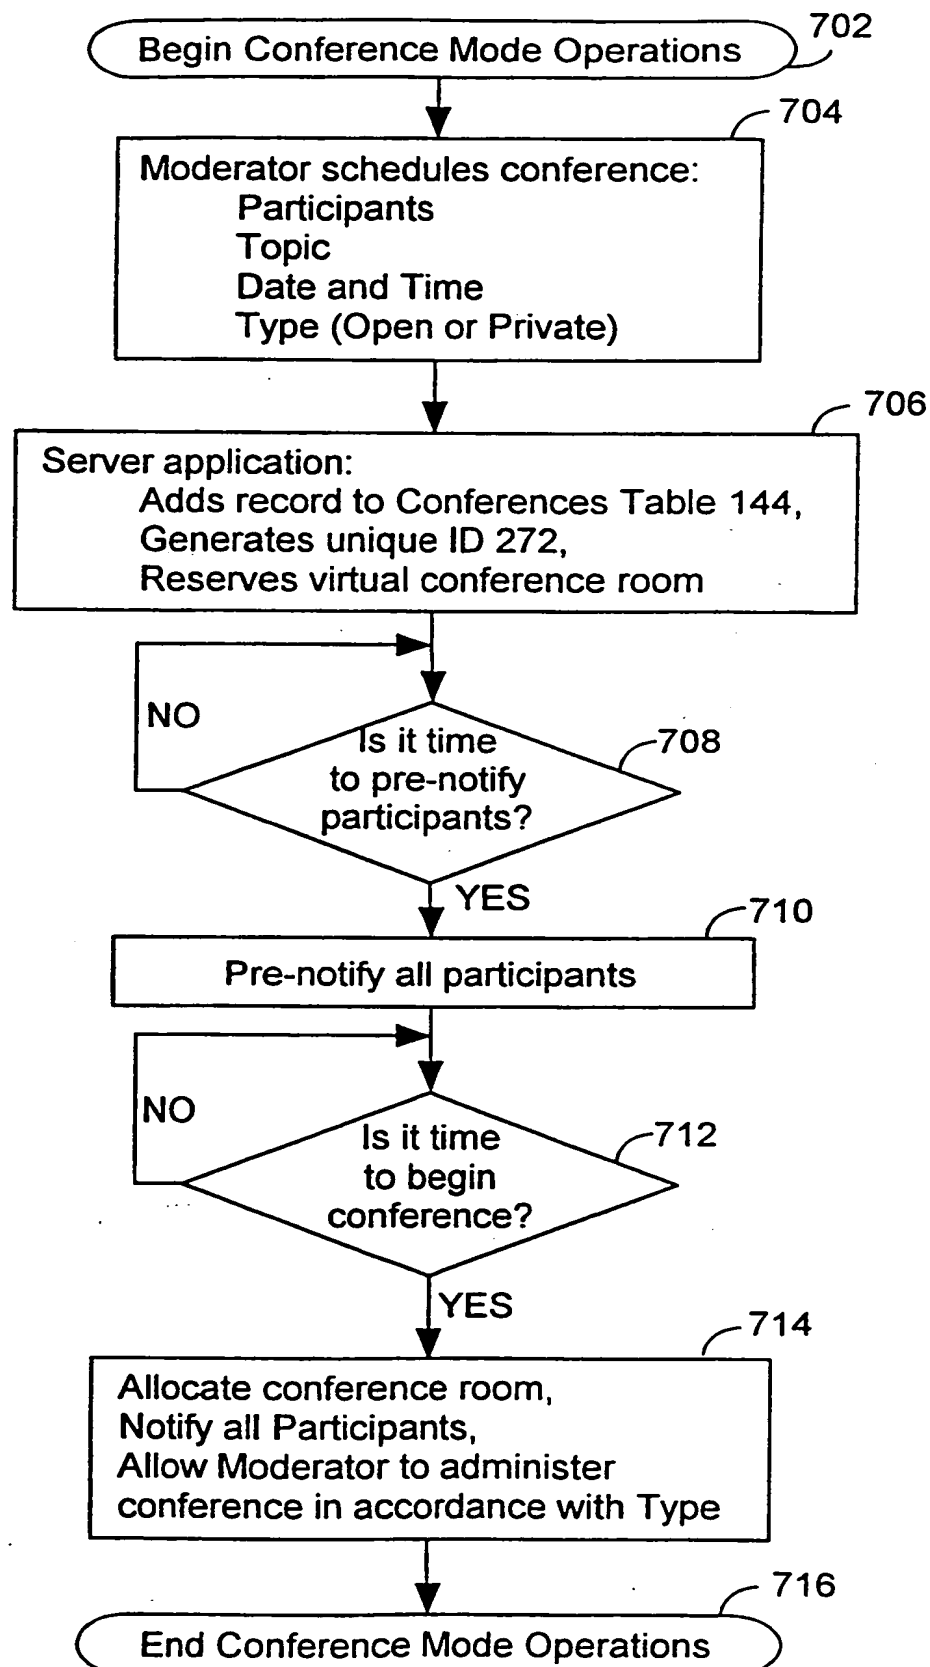 702
Begin Conference Mode Operations
704
Moderator schedules conference:
Participants
Topic
Date and Time
Type (Open or Private)
706
Server application:
Adds record to Conferences Table 144,
Generates unique ID 272,
Reserves virtual conference room
NO
708
Is it time
to pre-notify
participants?
YES
710
Pre-notify all participants
NO
712
Is it time
to begin
conference?
YES
714
Allocate conference room,
Notify all Participants,
Allow Moderator to administer
conference in accordance with Type
716
End Conference Mode Operations